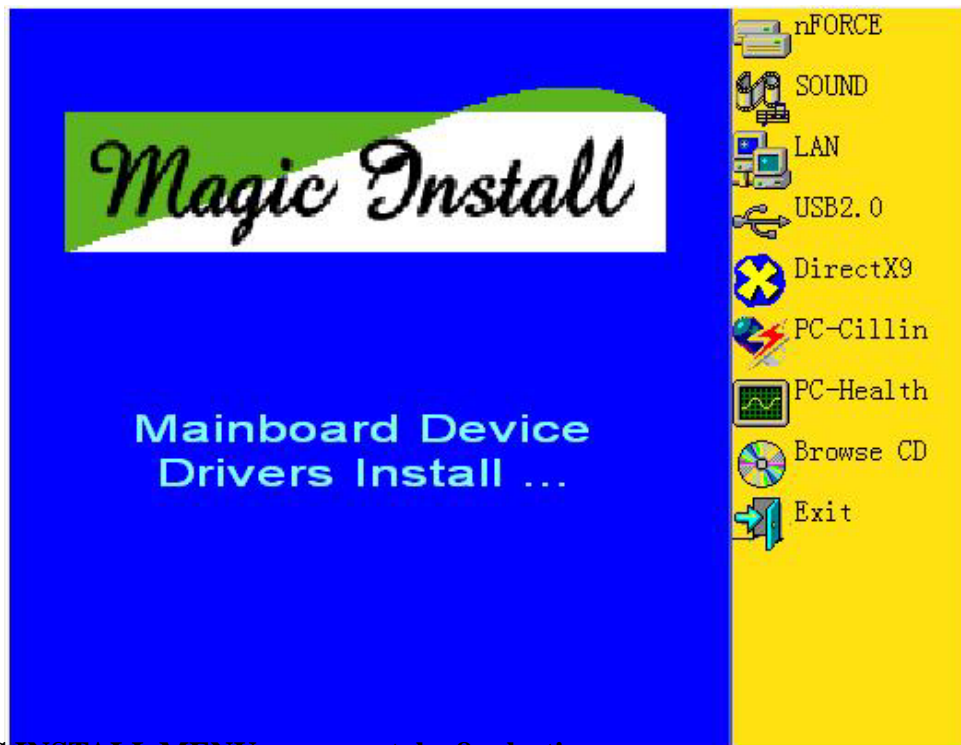 Magic Install
Mainboard Device
Drivers Install ...
nFORCE
SOUND
LAN
USB2.0
DirectX9
PC-Cillin
PC-Health
Browse CD
Exit